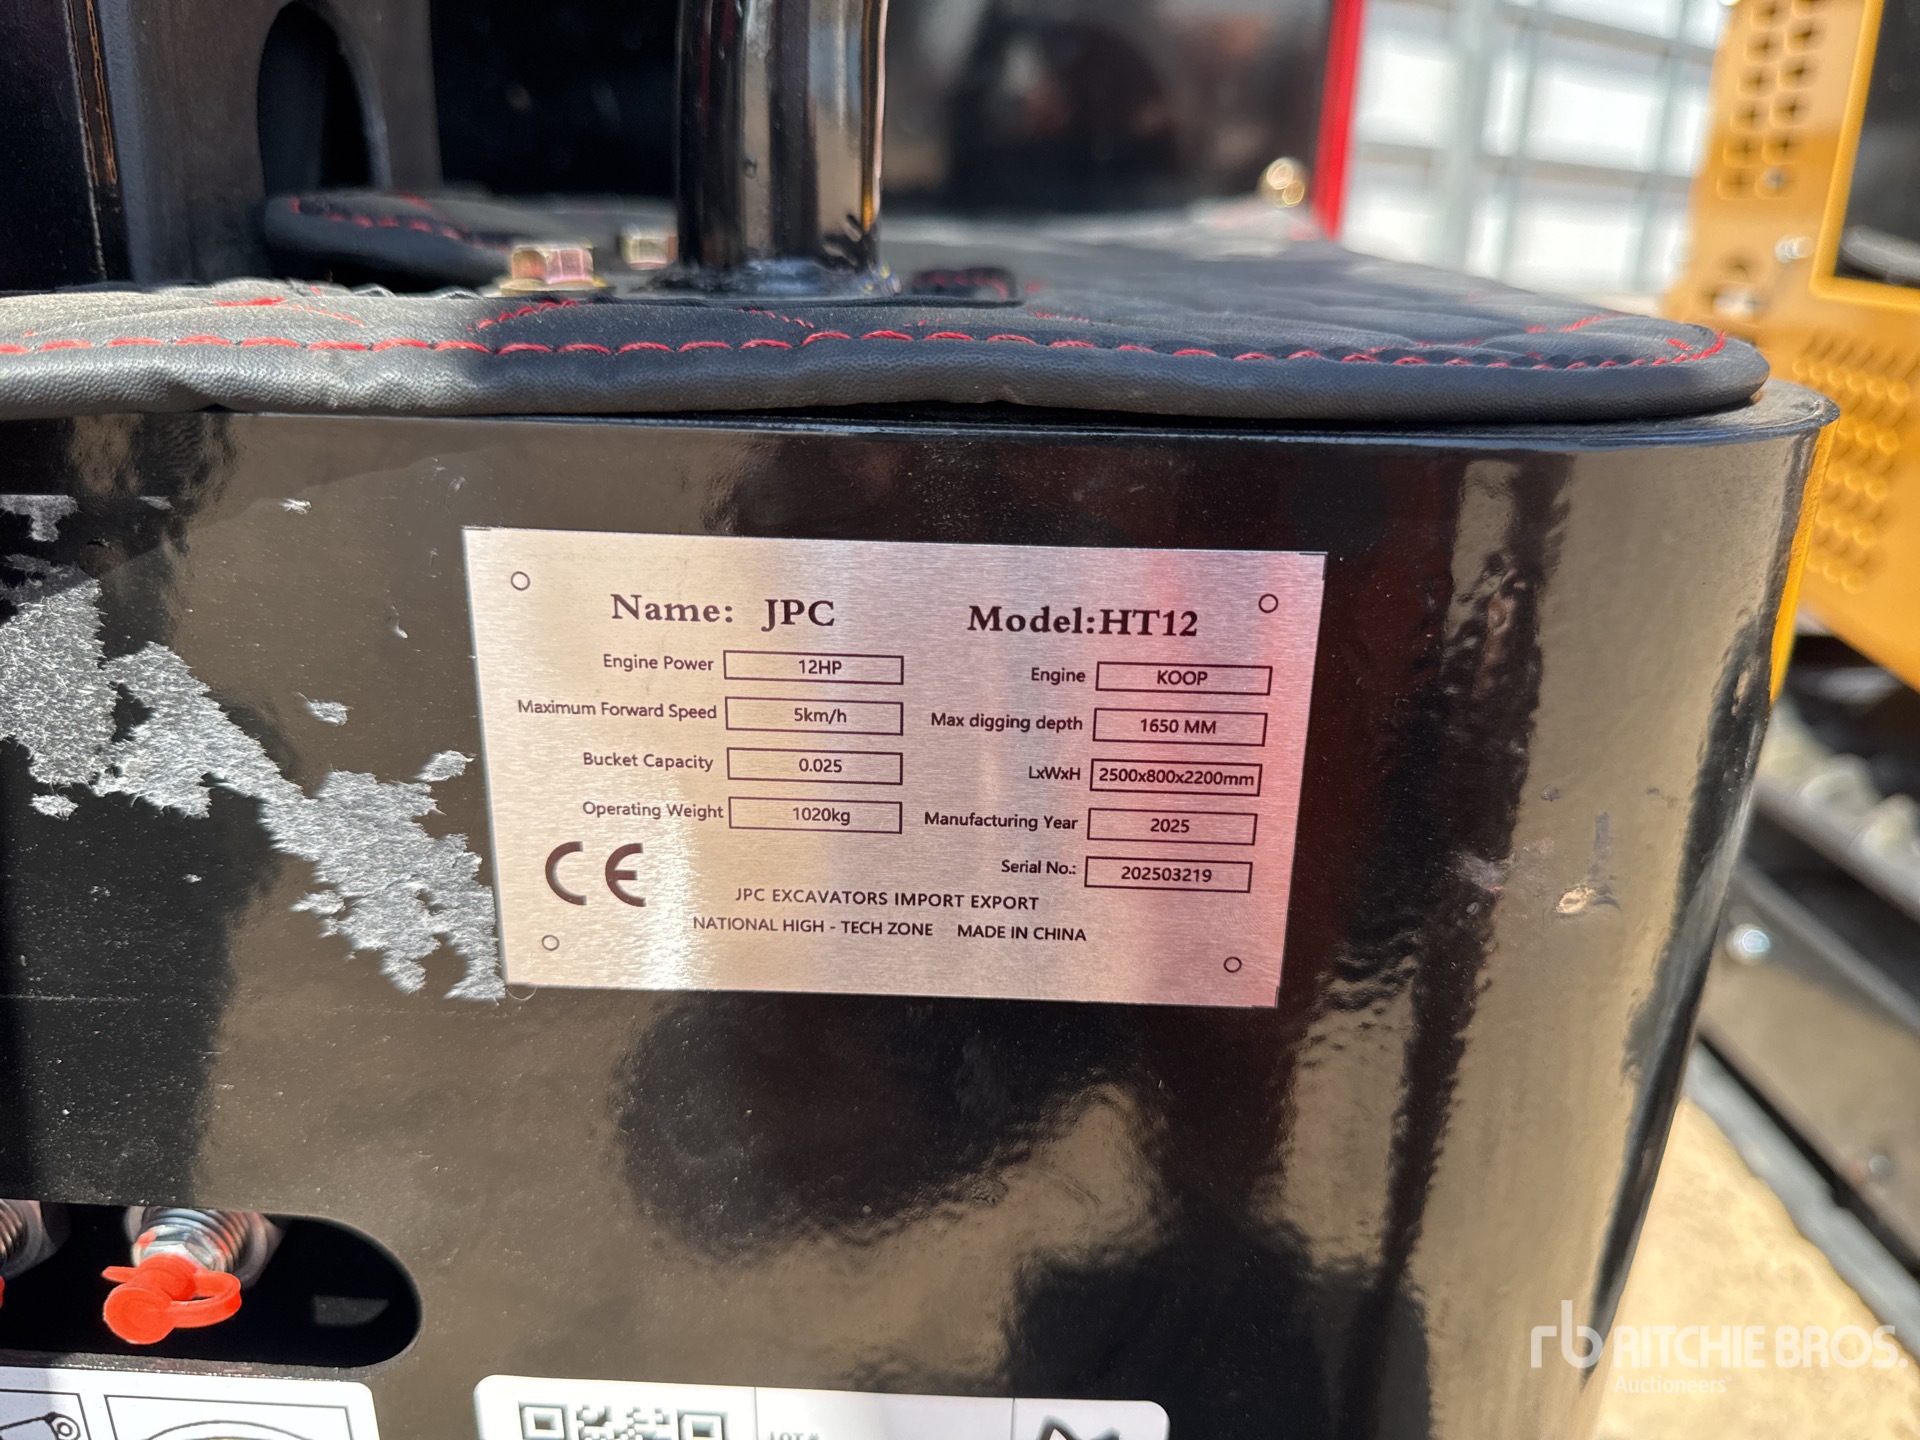 Name: JPC Model:HT12
Engine Power 12HP Engine KOOP
Maximum Forward Speed 5km/h Max digging depth 1650 MM
Bucket Capacity 0.025 LxWxH 2500x800x2200mm
Operating Weight 1020kg Manufacturing Year 2025
Serial No.: 202503219
CE
JPC EXCAVATORS IMPORT EXPORT
NATIONAL HIGH - TECH ZONE MADE IN CHINA
LOT#
rb RITCHIE BROS.
Auctioneers